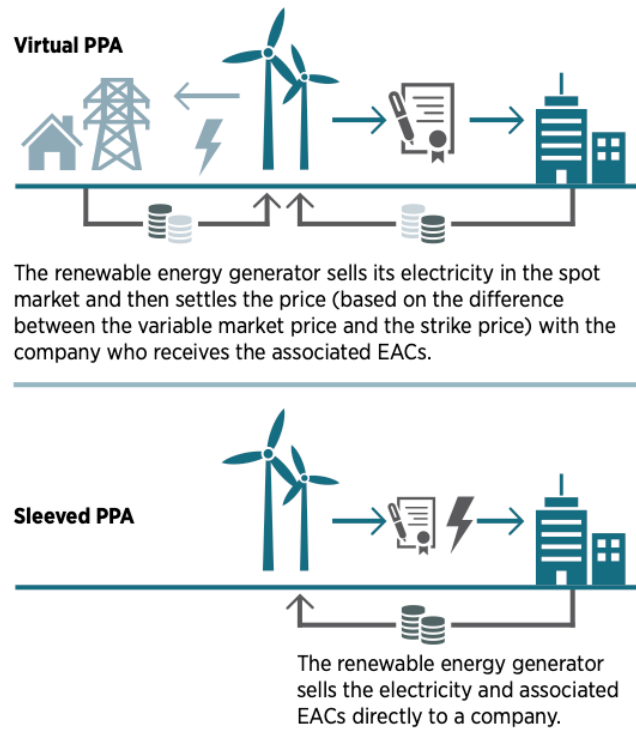 Virtual PPA
The renewable energy generator sells its electricity in the spot
market and then settles the price (based on the difference
between the variable market price and the strike price) with the
company who receives the associated EACs.
Sleeved PPA
The renewable energy generator
sells the electricity and associated
EACs directly to a company.